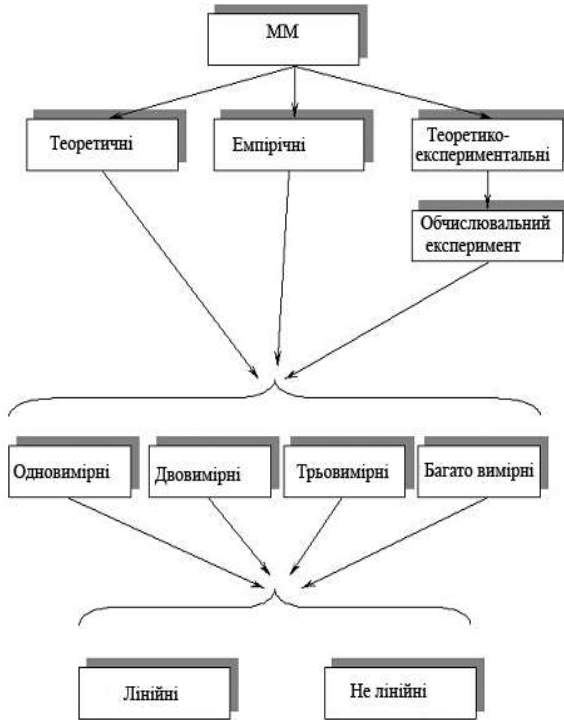 ММ
Теоретичні
Емпірічні
Теоретико-
експериментальні
Обчислювальний
експеримент
Одновимірні
Двовимірні
Трьовимірні
Багато вимірні
Лінійні
Не лінійні